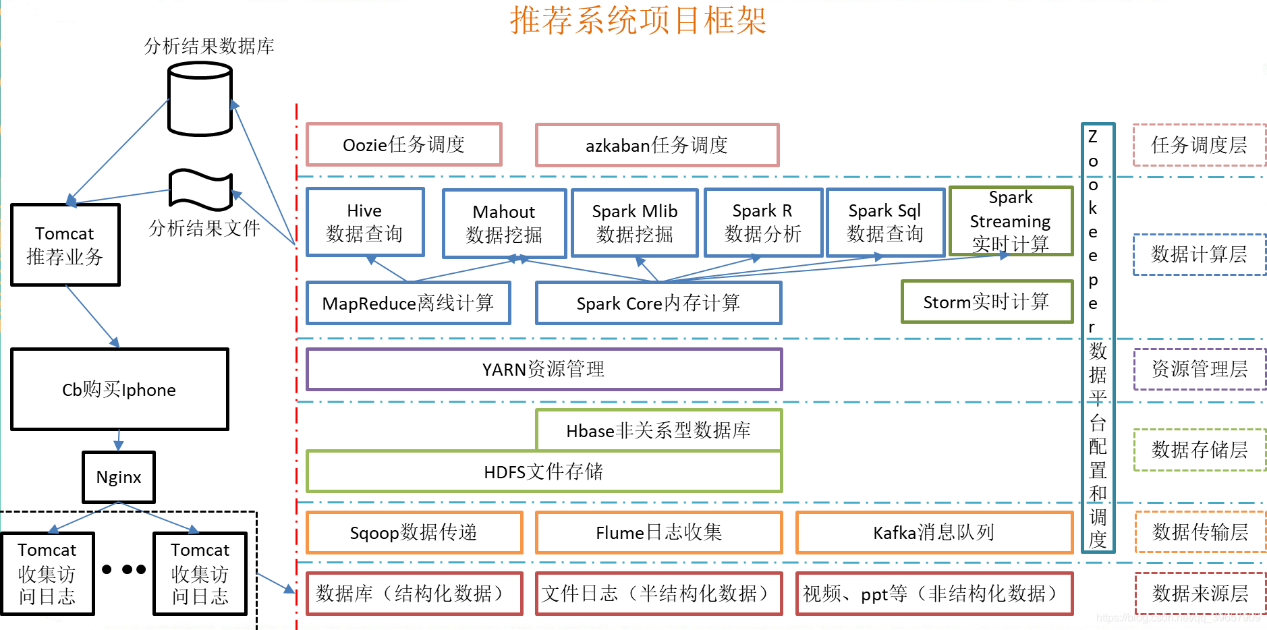 推荐系统项目框架
分析结果数据库
分析结果文件
Tomcat
推荐业务
Cb购买Iphone
Nginx
Tomcat
收集访
问日志
Tomcat
收集访
问日志
Oozie任务调度
azkaban任务调度
任务调度层
Hive
数据查询
Mahout
数据挖掘
Spark Mlib
数据挖掘
Spark R
数据分析
Spark Sql
数据查询
Spark
Streaming
实时计算
数据计算层
MapReduce离线计算
Spark Core内存计算
Storm实时计算
YARN资源管理
资源管理层
Hbase非关系型数据库
HDFS文件存储
数据存储层
Sqoop数据传递
Flume日志收集
Kafka消息队列
数据传输层
数据库（结构化数据）
文件日志（半结构化数据）
视频、ppt等（非结构化数据）
数据来源层
Zookeeper数据平台配置和调度